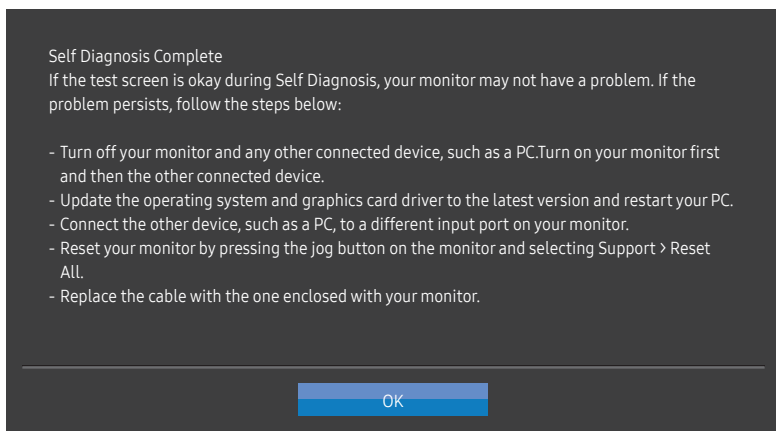 Self Diagnosis Complete
If the test screen is okay during Self Diagnosis, your monitor may not have a problem. If the
problem persists, follow the steps below:
- Turn off your monitor and any other connected device, such as a PC.Turn on your monitor first
and then the other connected device.
- Update the operating system and graphics card driver to the latest version and restart your PC.
- Connect the other device, such as a PC, to a different input port on your monitor.
- Reset your monitor by pressing the jog button on the monitor and selecting Support > Reset
All.
- Replace the cable with the one enclosed with your monitor.
OK